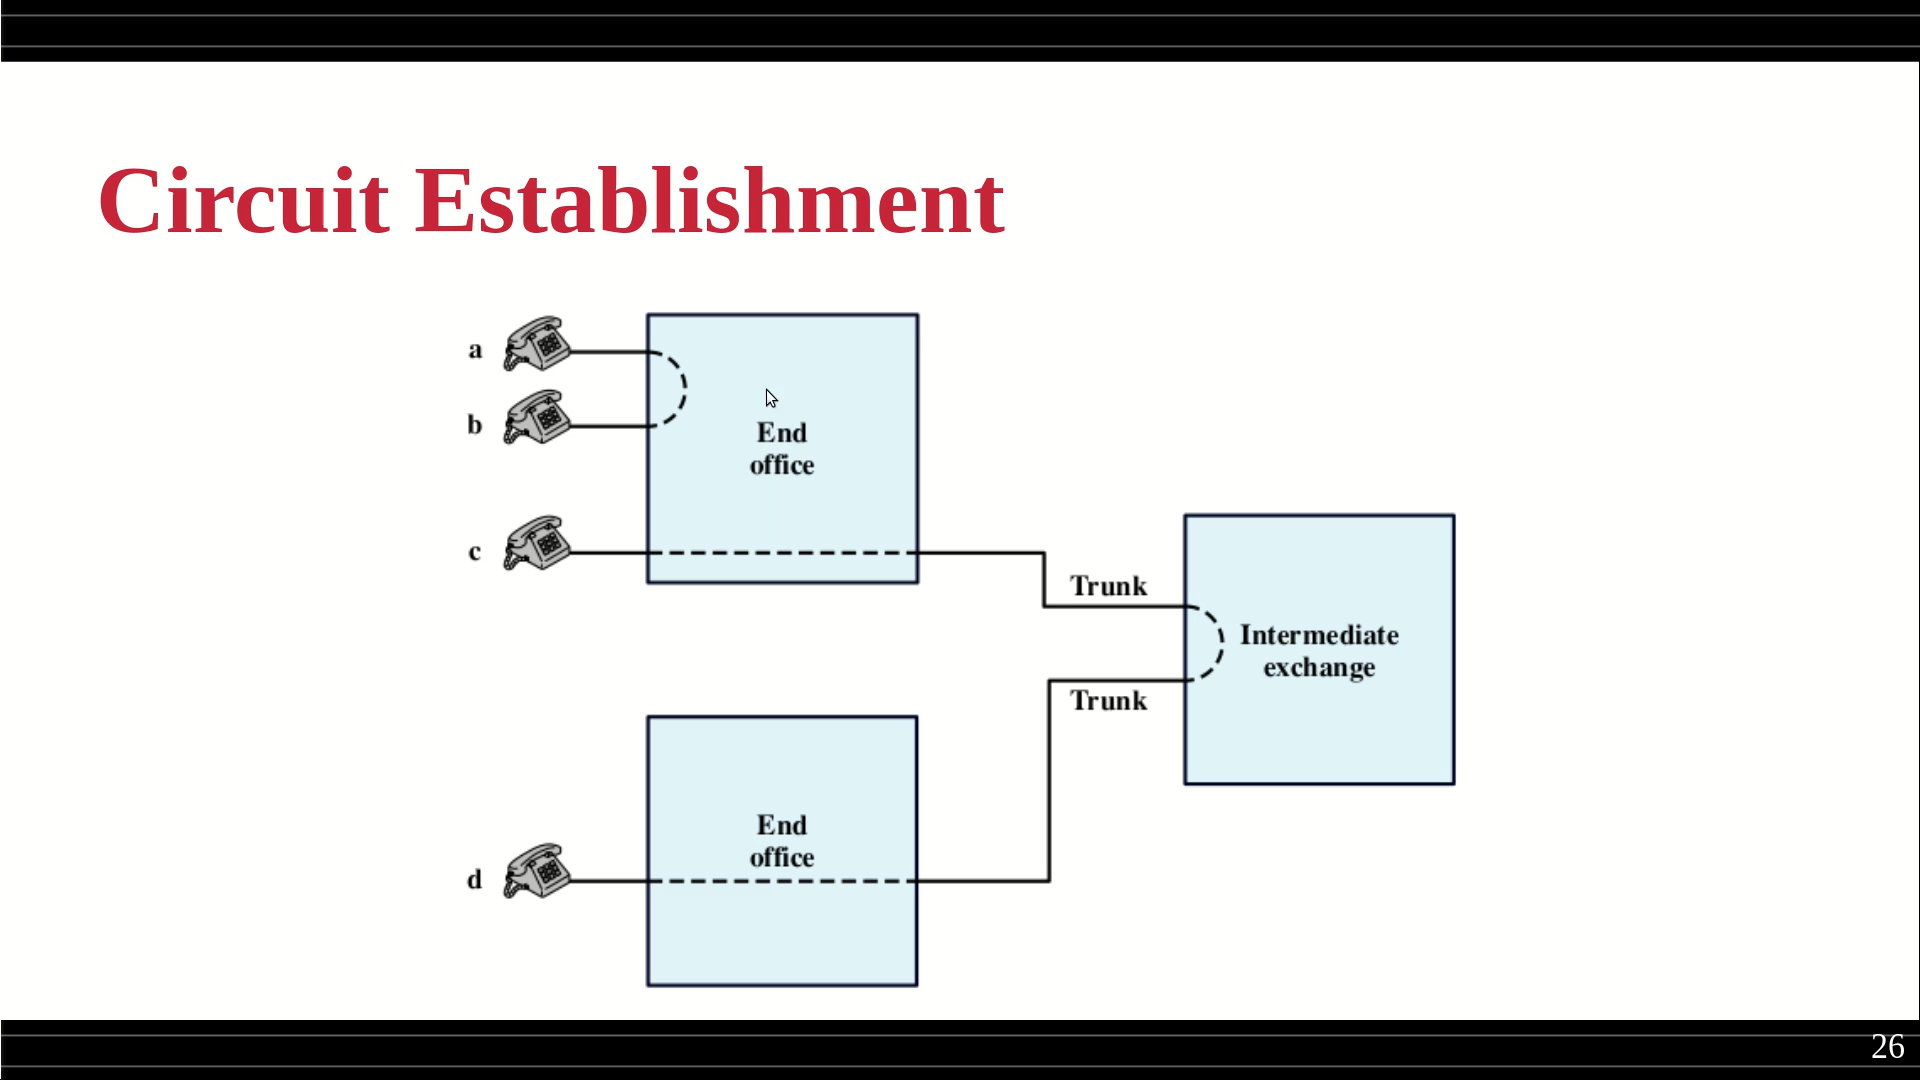 Circuit Establishment
a
b
End
office
c
Trunk
Intermediate
exchange
Trunk
End
office
d
26